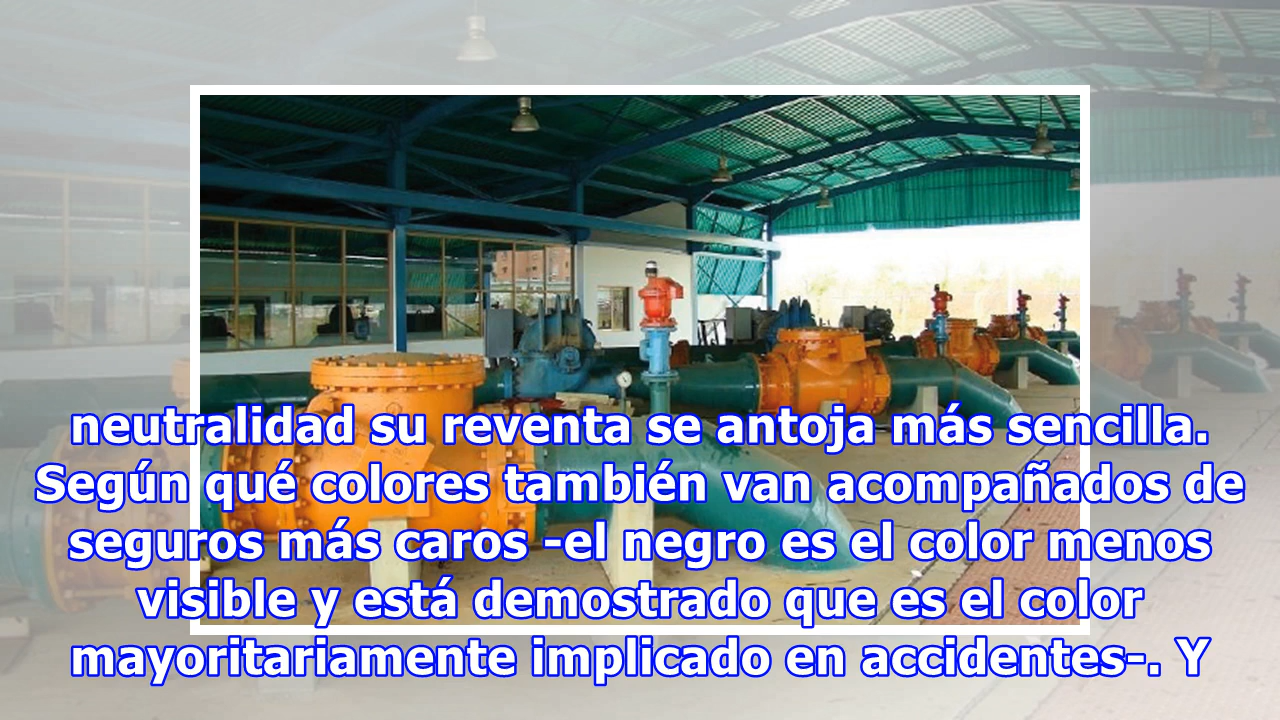 neutralidad su reventa se antoja más sencilla.
Según qué colores también van acompañados de
seguros más caros -el negro es el color menos
visible y está demostrado que es el color
mayoritariamente implicado en accidentes-. Y